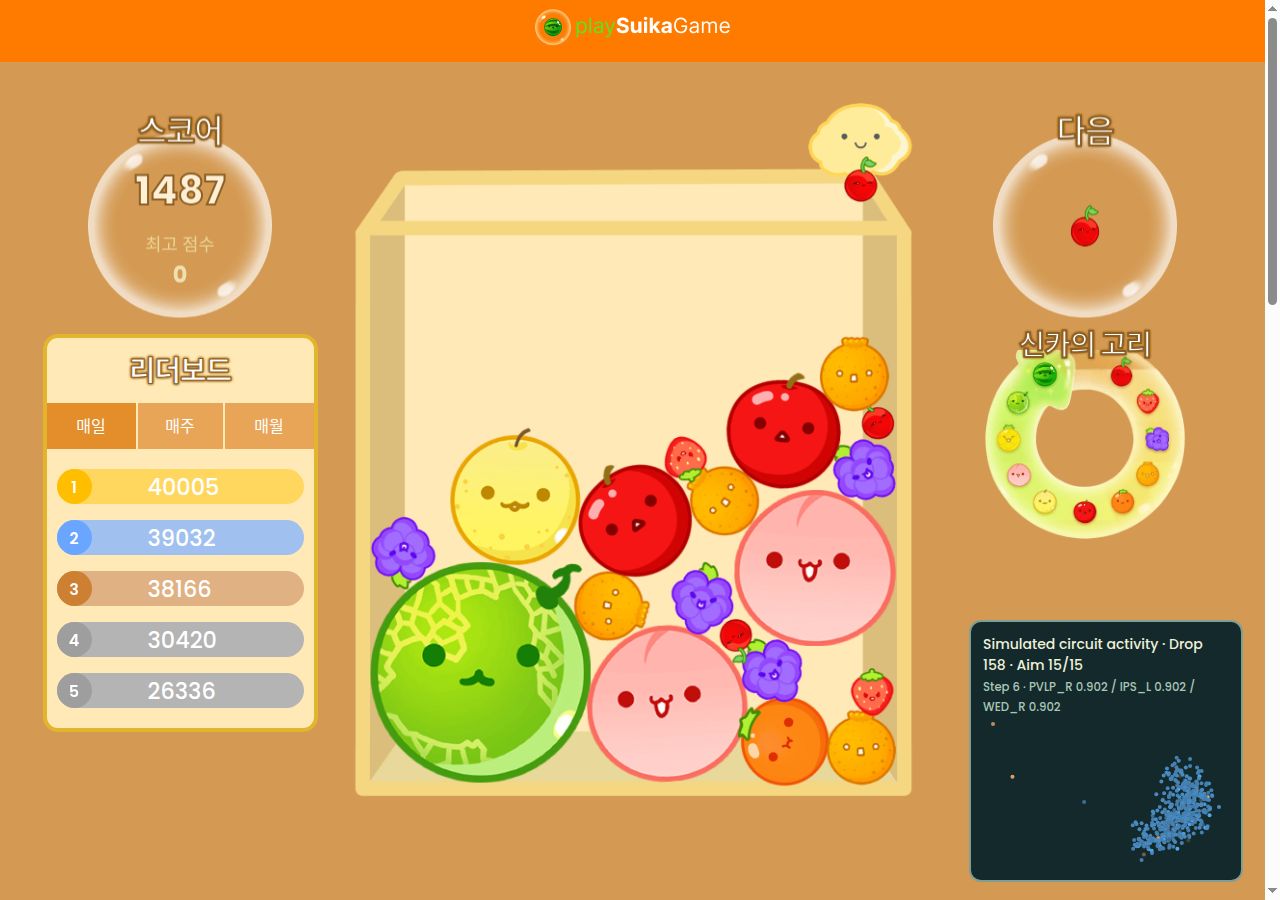 playSuikaGame
스코어
1487
최고 점수
0
리더보드
매일 매주 매월
1 40005
2 39032
3 38166
4 30420
5 26336
다음
신카의 고리
Simulated circuit activity · Drop
158 · Aim 15/15
Step 6 · PVLP_R 0.902 / IPS_L 0.902 /
WED_R 0.902